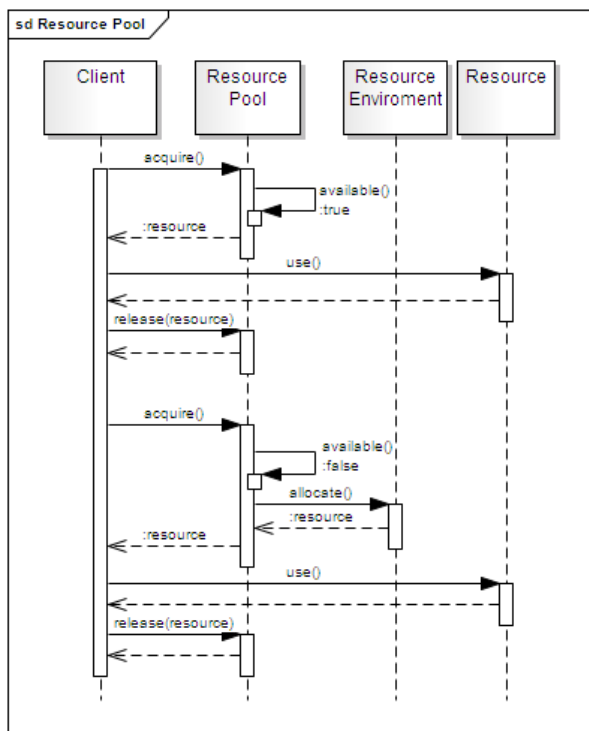 sd Resource Pool
Client
Resource
Pool
Resource
Enviroment
Resource
acquire()
available()
:true
:resource
use()
release(resource)
acquire()
available()
:false
allocate()
:resource
:resource
use()
release(resource)